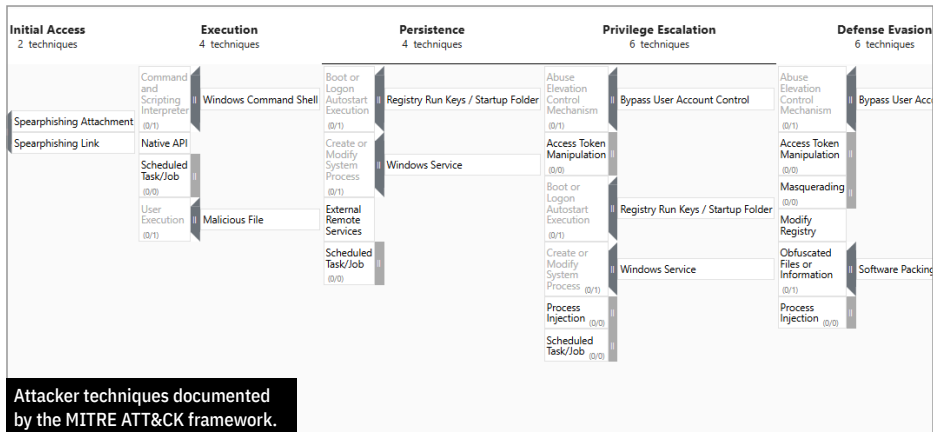 Initial Access
2 techniques
Spearphishing Attachment
Spearphishing Link
Execution
4 techniques
Command
and
Scripting
Interpreter
(0/1)
Windows Command Shell
Native API
Scheduled
Task/Job
(0/0)
User
Execution
(0/1)
Malicious File
Persistence
4 techniques
Boot or
Logon
Autostart
Execution
(0/1)
Registry Run Keys / Startup Folder
Create or
Modify
System
Process
(0/1)
Windows Service
External
Remote
Services
Scheduled
Task/Job
(0/0)
Privilege Escalation
6 techniques
Abuse
Elevation
Control
Mechanism
(0/1)
Bypass User Account Control
Access Token
Manipulation
(0/0)
Boot or
Logon
Autostart
Execution
(0/1)
Registry Run Keys / Startup Folder
Create or
Modify
System
Process (0/1)
Windows Service
Process
Injection (0/0)
Scheduled
Task/Job (0/0)
Defense Evasion
6 techniques
Abuse
Elevation
Control
Mechanism
(0/1)
Bypass User
Access Token
Manipulation
(0/0)
Masquerading
(0/0)
Modify
Registry
Obfuscated
Files or
Information
(0/1)
Software Packing
Process
Injection (0/0)
Attacker techniques documented
by the MITRE ATT&CK framework.